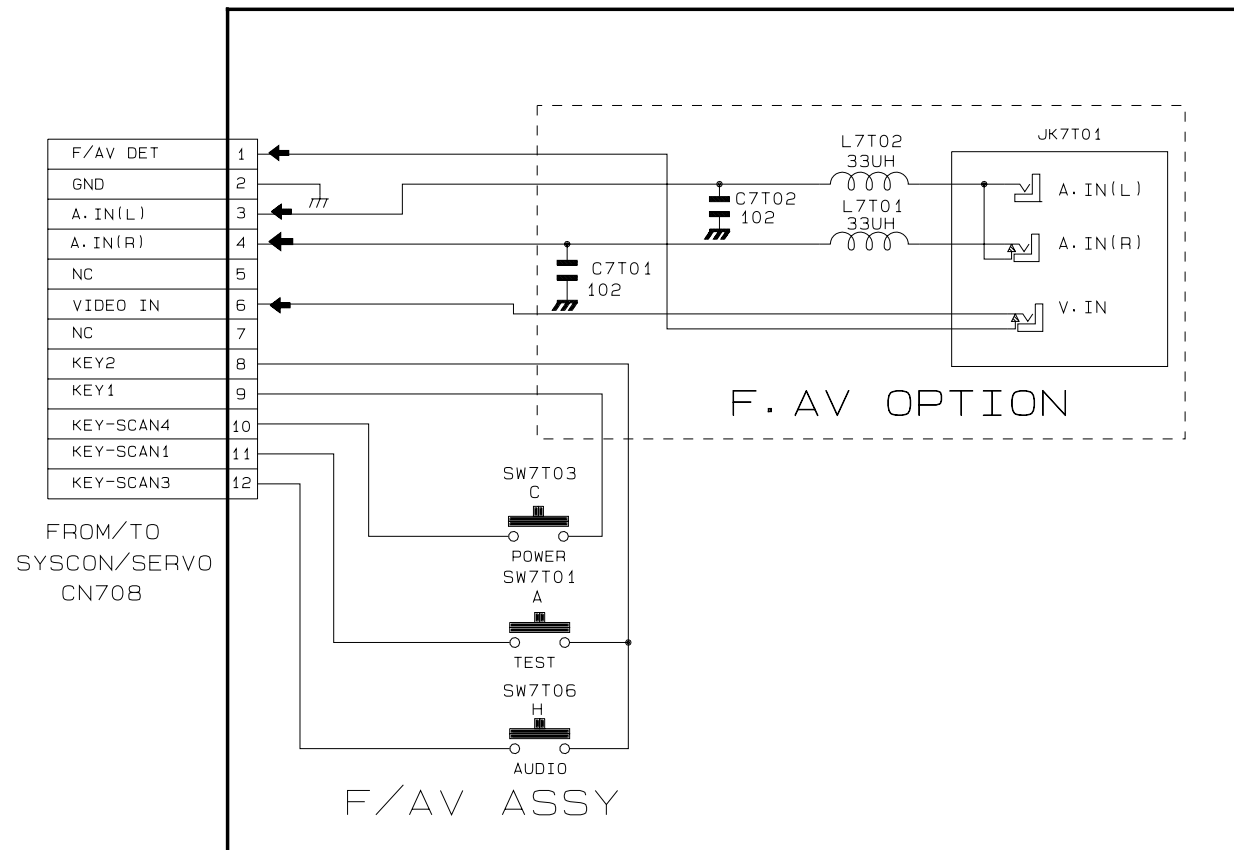 F/AV DET 1
GND 2
A.IN(L) 3
A.IN(R) 4
NC 5
VIDEO IN 6
NC 7
KEY2 8
KEY1 9
KEY-SCAN4 10
KEY-SCAN1 11
KEY-SCAN3 12
FROM/TO
SYSCON/SERVO
CN708
L7T02
33UH
C7T02
102
L7T01
33UH
C7T01
102
JK7T01
A.IN(L)
A.IN(R)
V.IN
F.AV OPTION
SW7T03
C
POWER
SW7T01
A
TEST
SW7T06
H
AUDIO
F/AV ASSY